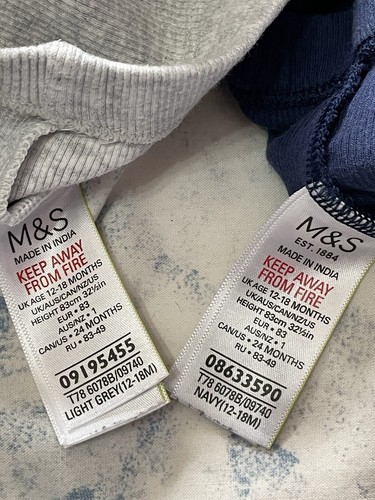 M&S
MADE IN INDIA
KEEP AWAY
FROM FIRE
UK AGE 12-18 MONTHS
UK/AUS/CAN/NZ/US
HEIGHT 83cm 32½in
EUR • 83
AUS/NZ • 1
CAN/US • 24 MONTHS
RU • 83-49
09195455
T78 6078B/09740
LIGHT GREY(12-18M)
M&S
EST. 1884
MADE IN INDIA
KEEP AWAY
FROM FIRE
UK AGE 12-18 MONTHS
UK/AUS/CAN/NZ/US
HEIGHT 83cm 32½in
EUR • 83
AUS/NZ • 1
CAN/US • 24 MONTHS
RU • 83-49
08633590
T78 6078B/09740
NAVY(12-18M)